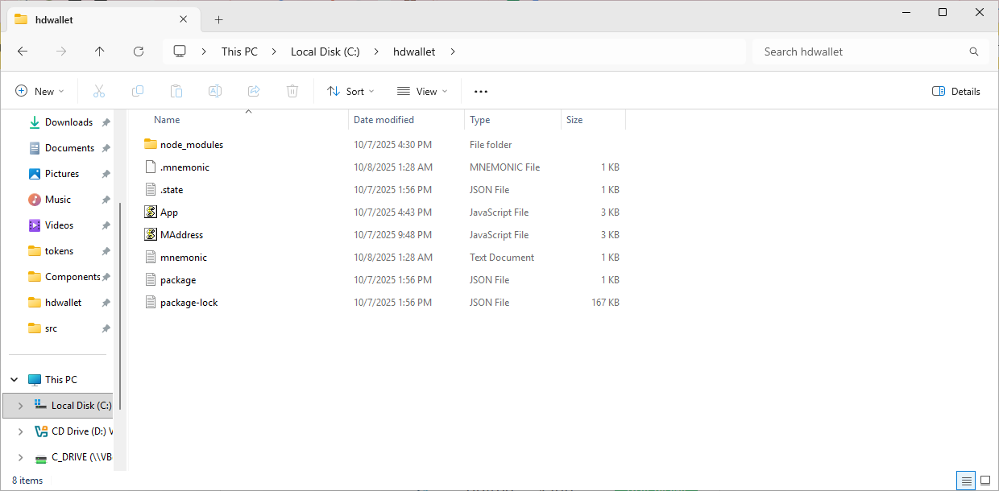 hdwallet
This PC
Local Disk (C:)
hdwallet
Search hdwallet
New
Sort
View
Details
Downloads
Documents
Pictures
Music
Videos
tokens
Components
hdwallet
src
This PC
Local Disk (C:)
CD Drive (D:) V
C_DRIVE (\\VB
Name Date modified Type Size
node_modules 10/7/2025 4:30 PM File folder
.mnemonic 10/8/2025 1:28 AM MNEMONIC File 1 KB
.state 10/7/2025 1:56 PM JSON File 1 KB
App 10/7/2025 4:43 PM JavaScript File 3 KB
MAddress 10/7/2025 9:48 PM JavaScript File 3 KB
mnemonic 10/8/2025 1:28 AM Text Document 1 KB
package 10/7/2025 1:56 PM JSON File 1 KB
package-lock 10/7/2025 1:56 PM JSON File 167 KB
8 items